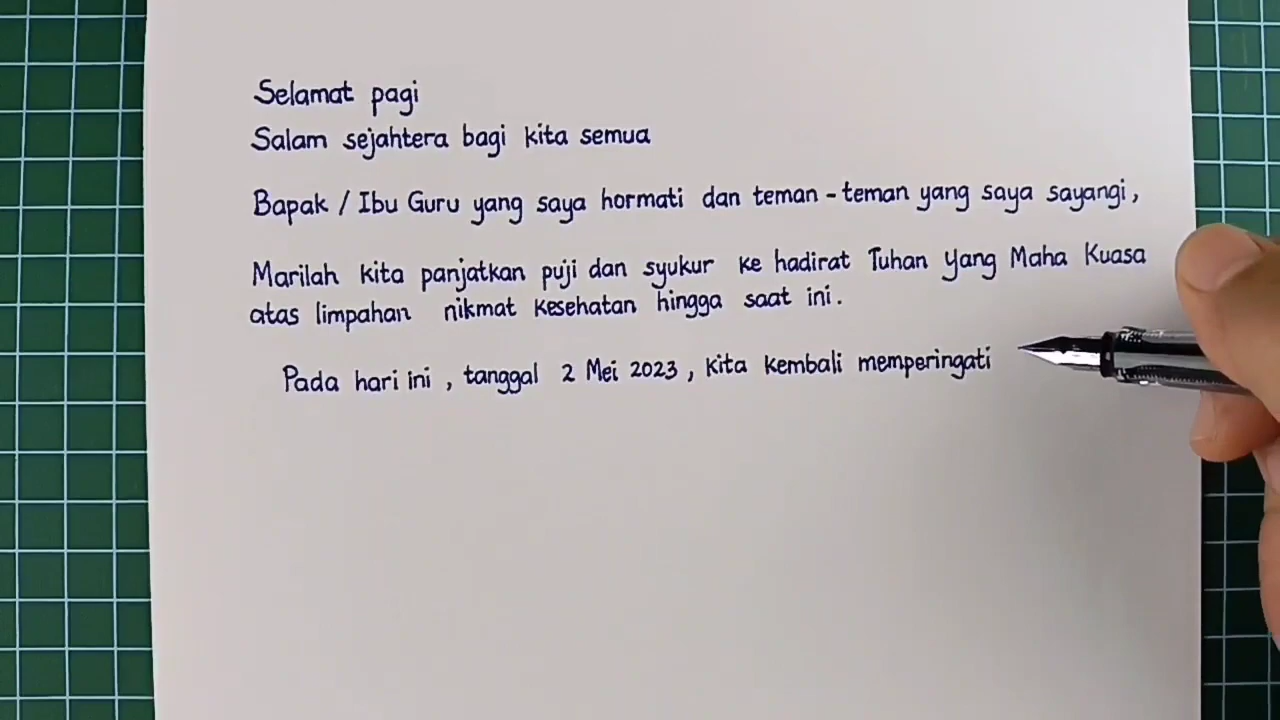 Selamat pagi
Salam sejahtera bagi kita semua
Bapak / Ibu Guru yang saya hormati dan teman - teman yang saya sayangi,
Marilah kita panjatkan puji dan syukur ke hadirat Tuhan Yang Maha Kuasa
atas limpahan nikmat kesehatan hingga saat ini.
Pada hari ini, tanggal 2 Mei 2023, kita kembali memperingati